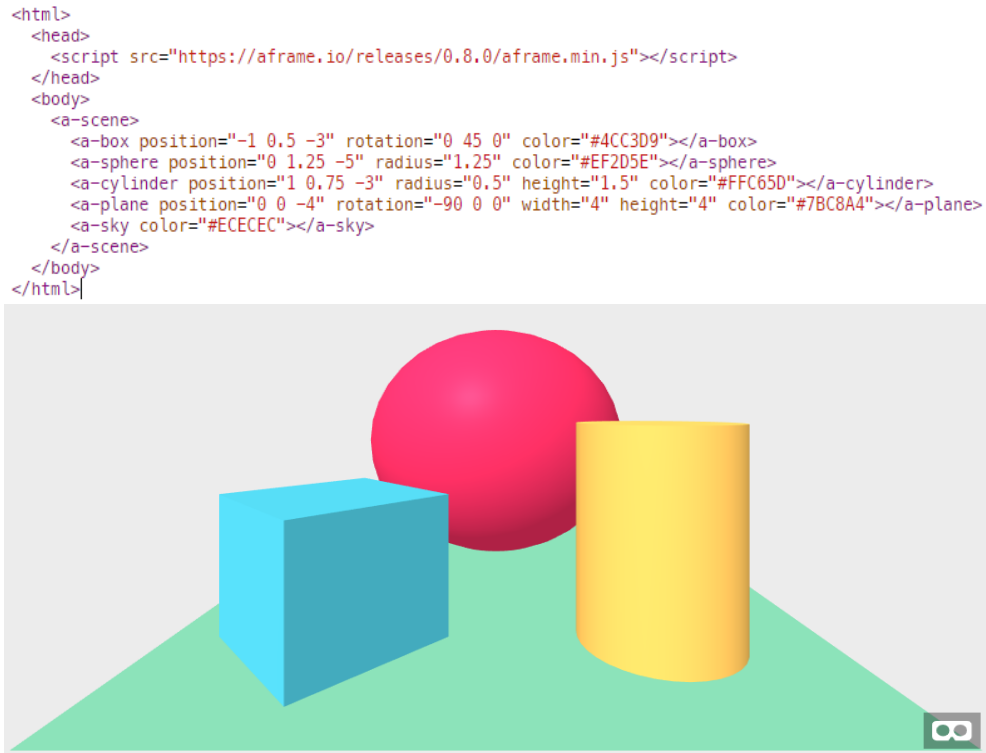 <html>
<head>
<script src="https://aframe.io/releases/0.8.0/aframe.min.js"></script>
</head>
<body>
<a-scene>
<a-box position="-1 0.5 -3" rotation="0 45 0" color="#4CC3D9"></a-box>
<a-sphere position="0 1.25 -5" radius="1.25" color="#EF2D5E"></a-sphere>
<a-cylinder position="1 0.75 -3" radius="0.5" height="1.5" color="#FFC65D"></a-cylinder>
<a-plane position="0 0 -4" rotation="-90 0 0" width="4" height="4" color="#7BC8A4"></a-plane>
<a-sky color="#ECECEC"></a-sky>
</a-scene>
</body>
</html>